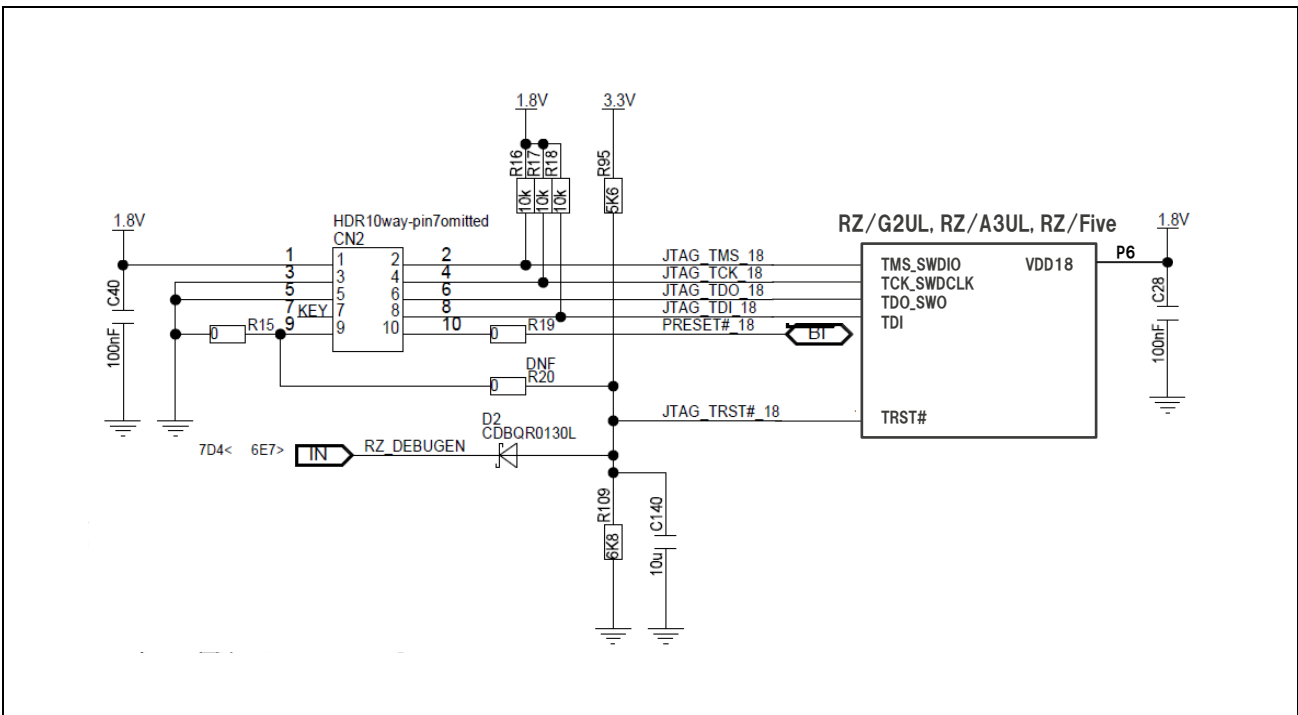 1.8V 3.3V
R16 R17 R18 R95
10k 10k 10k 5K6
1.8V HDR10way-pin7omitted RZ/G2UL, RZ/A3UL, RZ/Five 1.8V
CN2
1 1 2 2 JTAG_TMS_18 TMS_SWDIO VDD18 P6
3 3 4 4 JTAG_TCK_18 TCK_SWDCLK
5 5 6 6 JTAG_TDO_18 TDO_SWO
7 KEY 7 8 8 JTAG_TDI_18 TDI
0 R15 9 9 10 10 0 R19 PRESET#_18 BI
C40 100nF C28 100nF
DNF
0 R20
JTAG_TRST#_18 TRST#
D2
CDBQR0130L
7D4< 6E7> IN RZ_DEBUGEN
R109 C140
6K8 10u